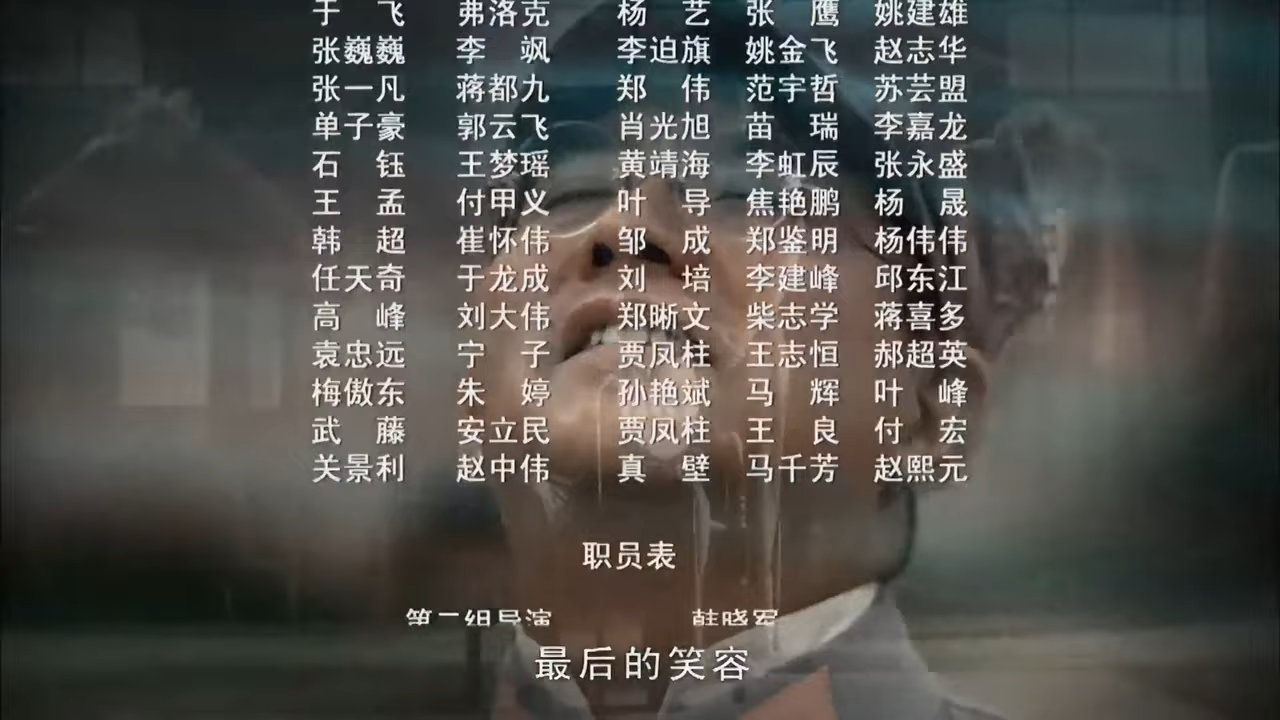 于飞 弗洛克 杨艺 张鹰 姚建雄
张巍巍 李飒 李迫旗 姚金飞 赵志华
张一凡 蒋都九 郑伟 范宇哲 苏芸盟
单子豪 郭云飞 肖光旭 苗瑞 李嘉龙
石钰 王梦瑶 黄靖海 李虹辰 张永盛
王孟 付甲义 叶导 焦艳鹏 杨晟
韩超 崔怀伟 邹成 郑鉴明 杨伟伟
任天奇 于龙成 刘培 李建峰 邱东江
高峰 刘大伟 郑晰文 柴志学 蒋喜多
袁忠远 宁子 贾凤柱 王志恒 郝超英
梅傲东 朱婷 孙艳斌 马辉 叶峰
武藤 安立民 贾凤柱 王良 付宏
关景利 赵中伟 真壁 马千芳 赵熙元
职员表
第二组导演 韩晓军
最后的笑容